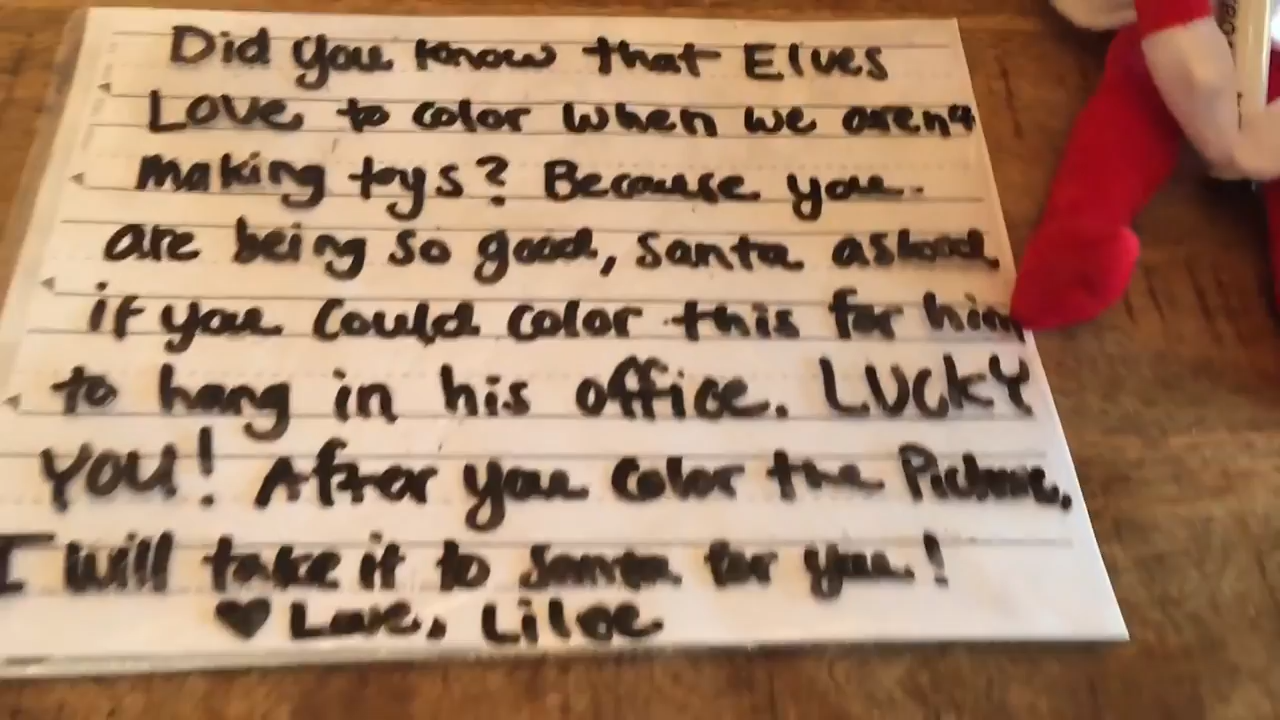 Did you know that Elves
Love to color when we aren't
making toys? Because you
are being so good, Santa asked
if you could color this for him
to hang in his office. LUCKY
YOU! After you color the Picture,
I will take it to Santa for you!
♥ Love,